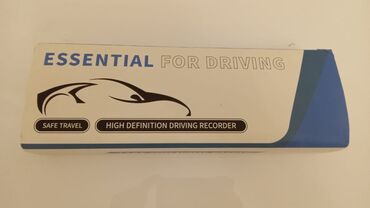 ESSENTIAL FOR DRIVING
SAFE TRAVEL HIGH DEFINITION DRIVING RECORDER